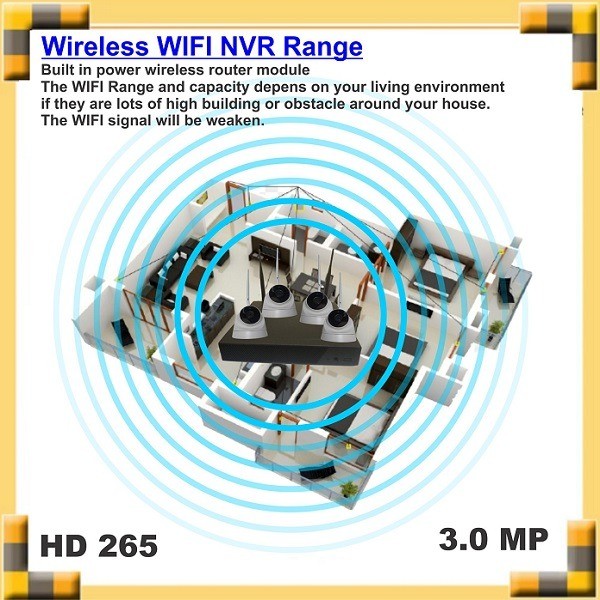 Wireless WIFI NVR Range
Built in power wireless router module
The WIFI Range and capacity depens on your living environment
if they are lots of high building or obstacle around your house.
The WIFI signal will be weaken.
HD 265
3.0 MP